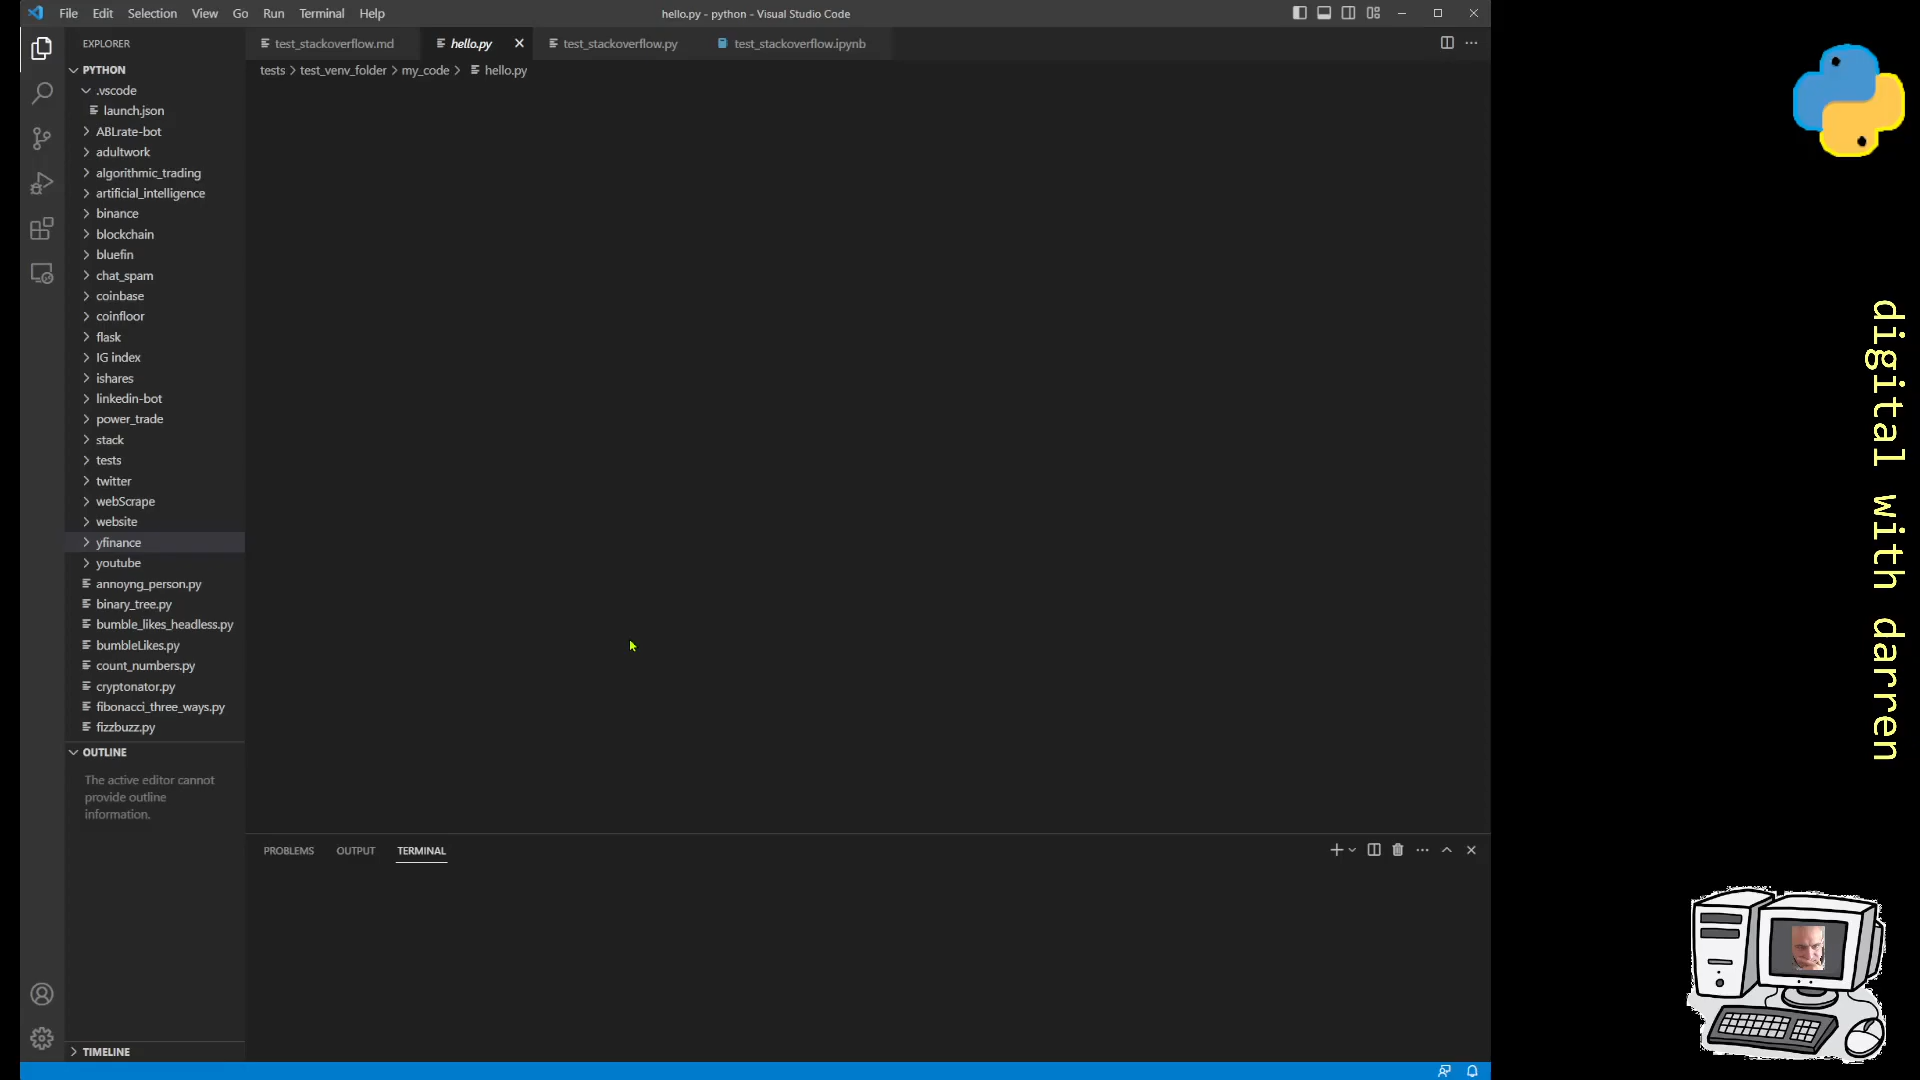 File Edit Selection View Go Run Terminal Help
hello.py - python - Visual Studio Code
EXPLORER
PYTHON
.vscode
launch.json
ABLrate-bot
adultwork
algorithmic_trading
artificial_intelligence
binance
blockchain
bluefin
chat_spam
coinbase
coinfloor
flask
IG index
ishares
linkedin-bot
power_trade
stack
tests
twitter
webScrape
website
yfinance
youtube
annoyng_person.py
binary_tree.py
bumble_likes_headless.py
bumbleLikes.py
count_numbers.py
cryptonator.py
fibonacci_three_ways.py
fizzbuzz.py
OUTLINE
The active editor cannot
provide outline
information.
TIMELINE
test_stackoverflow.md hello.py test_stackoverflow.py test_stackoverflow.ipynb
tests > test_venv_folder > my_code > hello.py
PROBLEMS OUTPUT TERMINAL
digital with darren